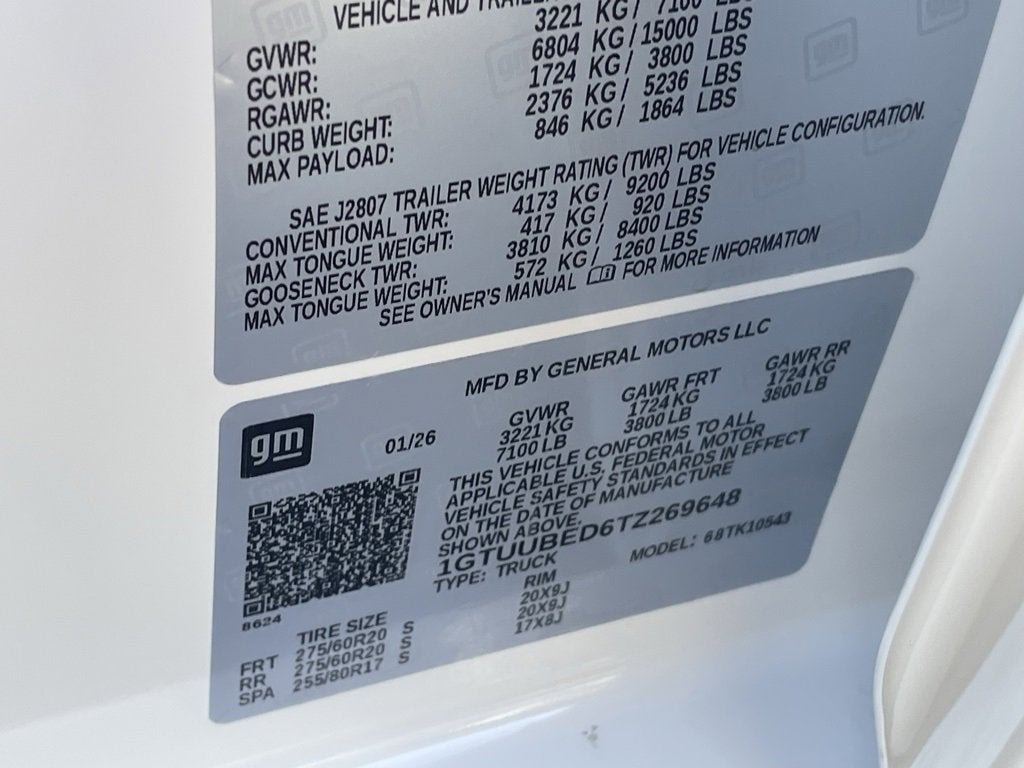 VEHICLE AND TRAILER
GVWR: 3221 KG/ 7100 LBS
GCWR: 6804 KG/15000 LBS
RGAWR: 1724 KG/ 3800 LBS
CURB WEIGHT: 2376 KG/ 5236 LBS
MAX PAYLOAD: 846 KG/ 1864 LBS
SAE J2807 TRAILER WEIGHT RATING (TWR) FOR VEHICLE CONFIGURATION.
CONVENTIONAL TWR: 4173 KG/ 9200 LBS
MAX TONGUE WEIGHT: 417 KG/ 920 LBS
GOOSENECK TWR: 3810 KG/ 8400 LBS
MAX TONGUE WEIGHT: 572 KG/ 1260 LBS
SEE OWNER'S MANUAL FOR MORE INFORMATION
MFD BY GENERAL MOTORS LLC
gm
01/26
GVWR GAWR FRT GAWR RR
3221 KG 1724 KG 1724 KG
7100 LB 3800 LB 3800 LB
THIS VEHICLE CONFORMS TO ALL
APPLICABLE U.S. FEDERAL MOTOR
VEHICLE SAFETY STANDARDS IN EFFECT
ON THE DATE OF MANUFACTURE
SHOWN ABOVE.
1GTUUBED6TZ269648
TYPE: TRUCK MODEL: 68TK10543
8624
TIRE SIZE RIM
FRT 275/60R20 S 20X9J
RR 275/60R20 S 20X9J
SPA 255/80R17 S 17X8J